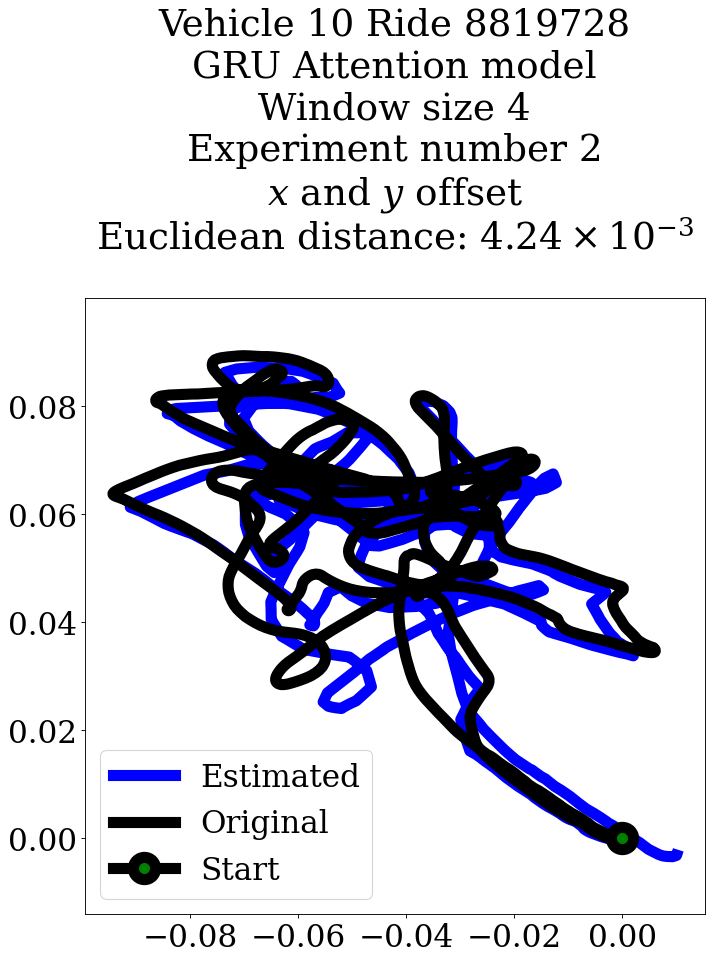 Vehicle 10 Ride 8819728
GRU Attention model
Window size 4
Experiment number 2
x and y offset
Euclidean distance: 4.24 × 10⁻³
0.08
0.06
0.04
0.02
0.00
Estimated
Original
Start
−0.08 −0.06 −0.04 −0.02 0.00